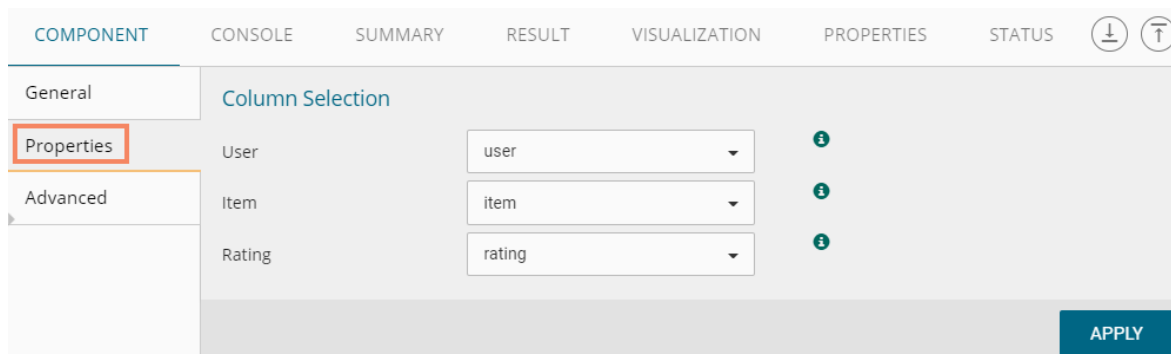 COMPONENT CONSOLE SUMMARY RESULT VISUALIZATION PROPERTIES STATUS
General
Column Selection
Properties
User user
Advanced
Item item
Rating rating
APPLY